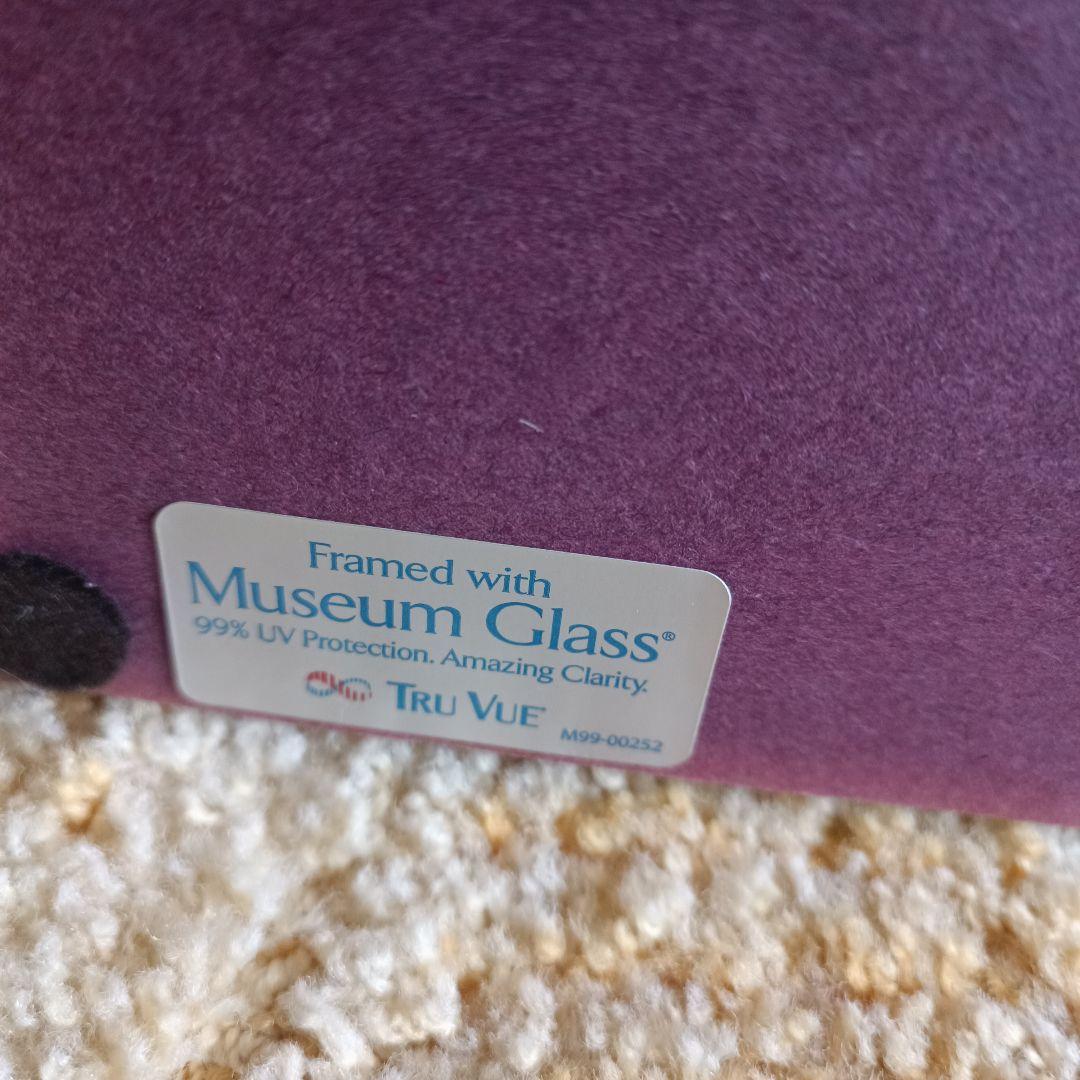 Framed with
Museum Glass®
99% UV Protection. Amazing Clarity.
TRU VUE
M99-00252